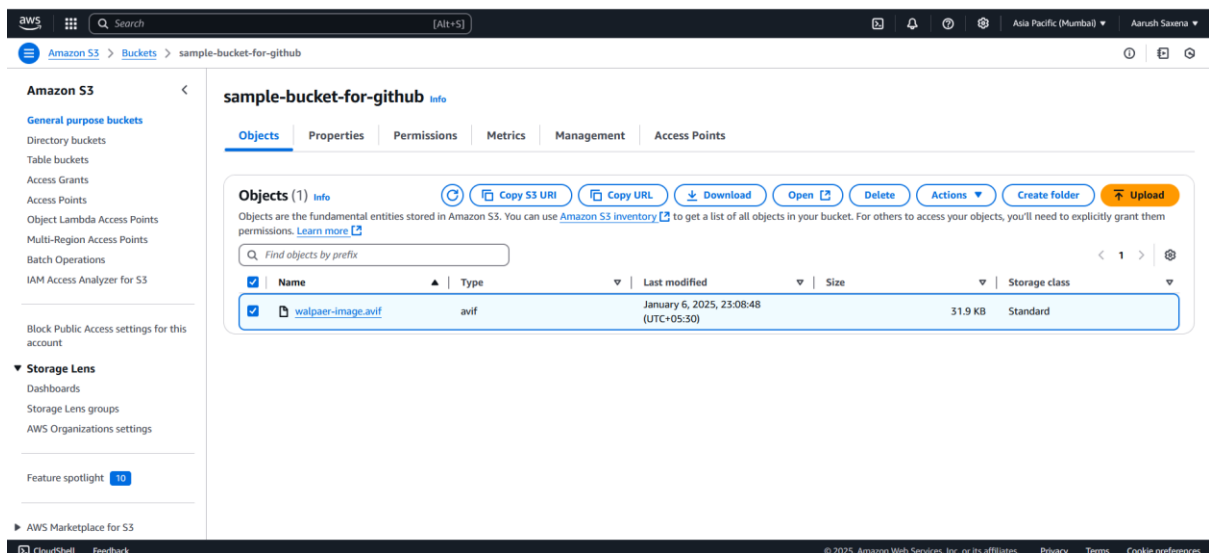 aws
Search
[Alt+S]
Asia Pacific (Mumbai)
Aarush Saxena
Amazon S3 > Buckets > sample-bucket-for-github
Amazon S3
General purpose buckets
Directory buckets
Table buckets
Access Grants
Access Points
Object Lambda Access Points
Multi-Region Access Points
Batch Operations
IAM Access Analyzer for S3
Block Public Access settings for this
account
Storage Lens
Dashboards
Storage Lens groups
AWS Organizations settings
Feature spotlight 10
AWS Marketplace for S3
sample-bucket-for-github Info
Objects Properties Permissions Metrics Management Access Points
Objects (1) Info
Copy S3 URI Copy URL Download Open Delete Actions Create folder Upload
Objects are the fundamental entities stored in Amazon S3. You can use Amazon S3 inventory to get a list of all objects in your bucket. For others to access your objects, you'll need to explicitly grant them
permissions. Learn more
Find objects by prefix
1
Name Type Last modified Size Storage class
walpaer-image.avif avif January 6, 2025, 23:08:48 31.9 KB Standard
(UTC+05:30)
CloudShell Feedback © 2025, Amazon Web Services, Inc. or its affiliates. Privacy Terms Cookie preferences